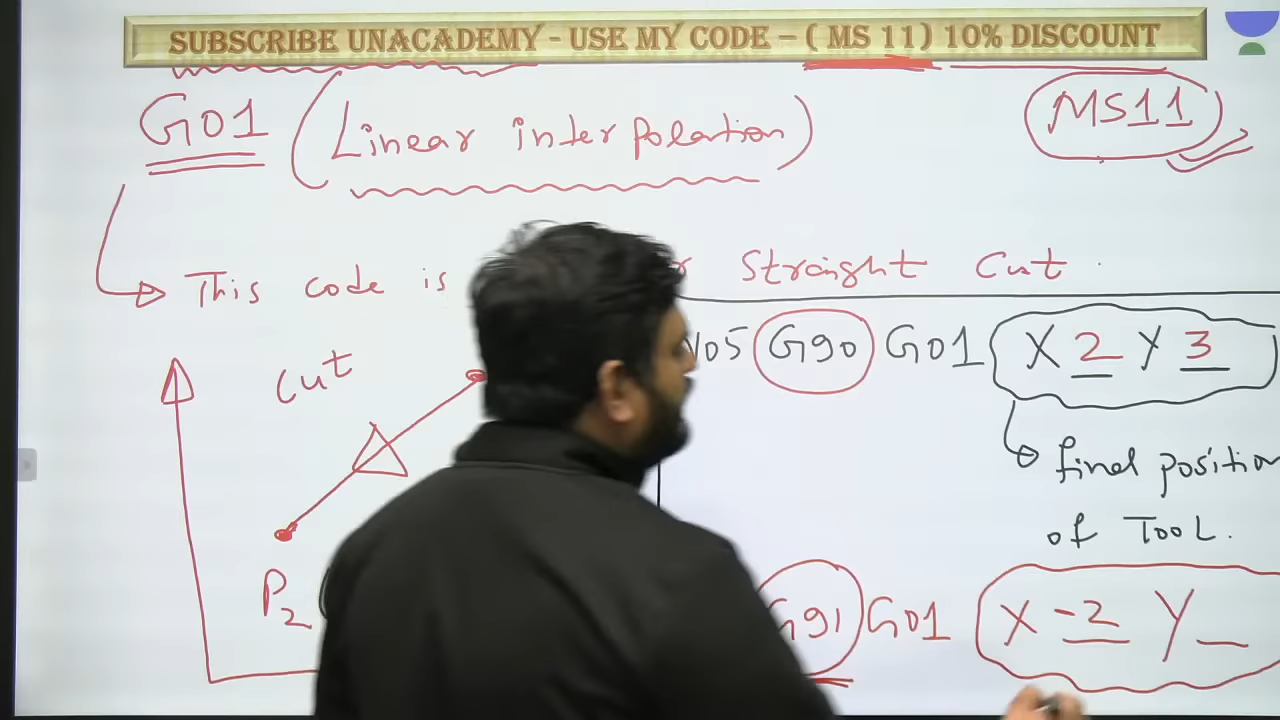 SUBSCRIBE UNACADEMY - USE MY CODE – ( MS 11) 10% DISCOUNT
G01 (Linear interpolation)
MS11
This code is
r straight cut.
cut
N05 G90 G01 X 2 Y 3
final position
of TOOL.
P2
G91 G01 X -2 Y _